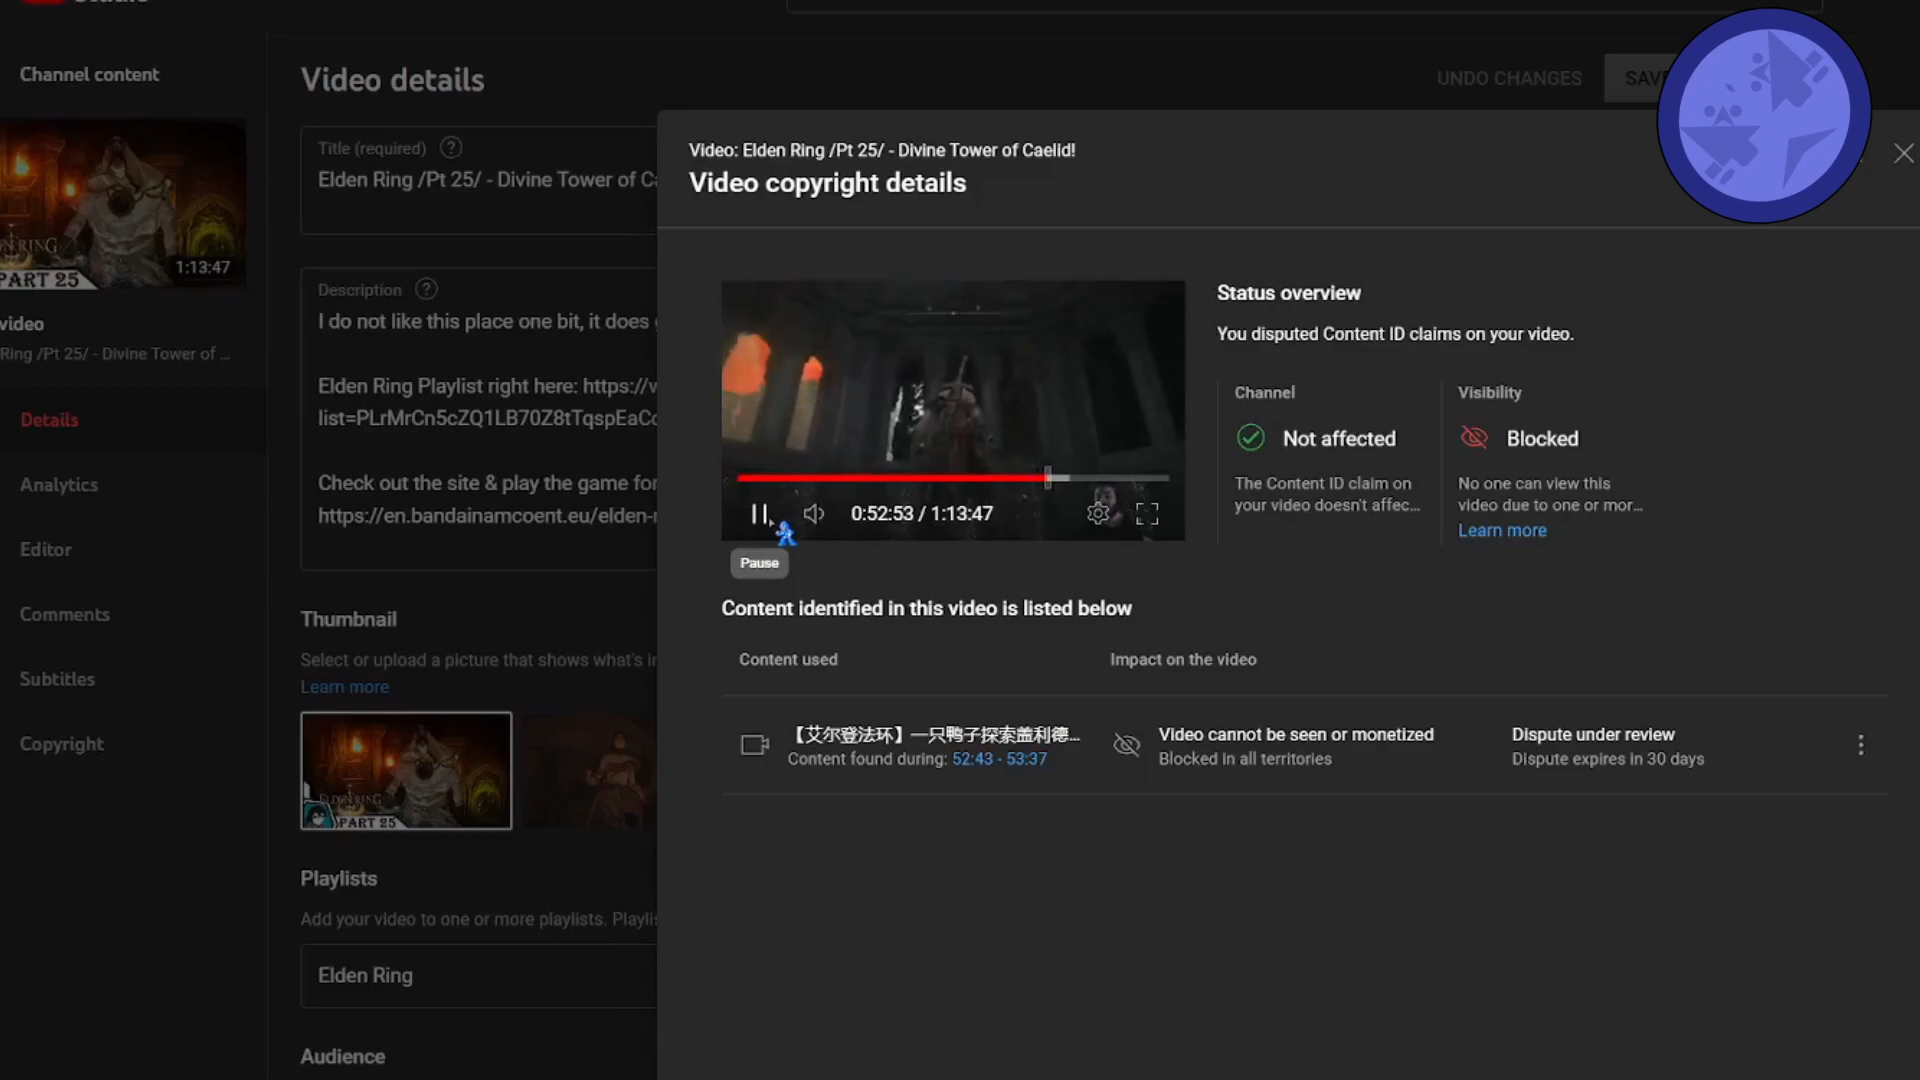 Channel content
Video details
UNDO CHANGES
SAVE
1:13:47
PART 25
video
Ring /Pt 25/ - Divine Tower of ...
Details
Analytics
Editor
Comments
Subtitles
Copyright
Title (required)
Elden Ring /Pt 25/ - Divine Tower of Ca
Description
I do not like this place one bit, it does
Elden Ring Playlist right here: https://
list=PLrMrCn5cZQ1LB70Z8tTqspEaC
Check out the site & play the game for
https://en.bandainamcoent.eu/elden-
Thumbnail
Select or upload a picture that shows what's i
Learn more
ELDEN RING
PART 25
Playlists
Add your video to one or more playlists. Playli
Elden Ring
Audience
Video: Elden Ring /Pt 25/ - Divine Tower of Caelid!
Video copyright details
0:52:53 / 1:13:47
Pause
Status overview
You disputed Content ID claims on your video.
Channel
Not affected
The Content ID claim on
your video doesn't affec...
Visibility
Blocked
No one can view this
video due to one or mor...
Learn more
Content identified in this video is listed below
Content used
Impact on the video
【艾尔登法环】一只鸭子探索盖利德...
Content found during: 52:43 - 53:37
Video cannot be seen or monetized
Blocked in all territories
Dispute under review
Dispute expires in 30 days